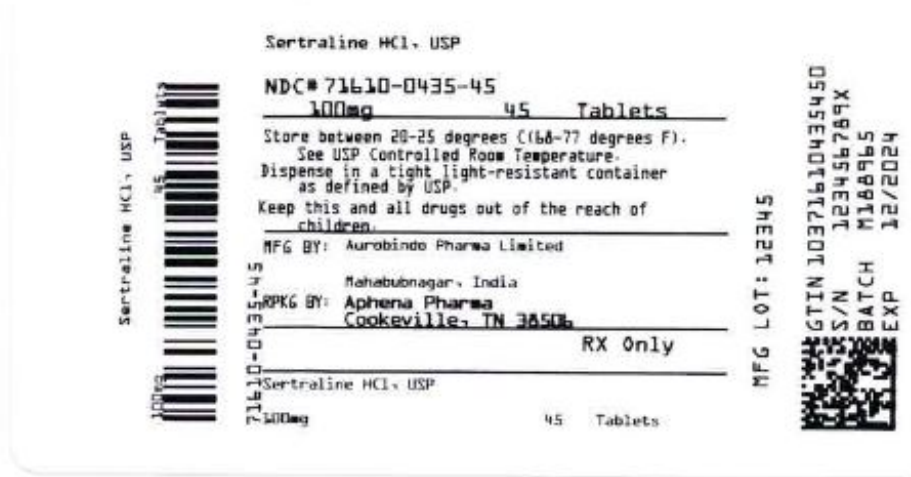 Sertraline HCl, USP
NDC# 71610-0435-45
100mg 45 Tablets
Store between 20-25 degrees C(68-77 degrees F).
See USP Controlled Room Temperature.
Dispense in a tight light-resistant container
as defined by USP.
Keep this and all drugs out of the reach of
children.
MFG BY: Aurobindo Pharma Limited
Mahabubnagar, India
RPKG BY: Aphena Pharma
Cookeville, TN 38506
RX Only
Sertraline HCl, USP
100mg 45 Tablets
Sertraline HCl, USP
100mg 45 Tablets
71610-0435-45
MFG LOT: 12345
GTIN 10371610435450
S/N 123456789X
BATCH M188965
EXP 12/2024